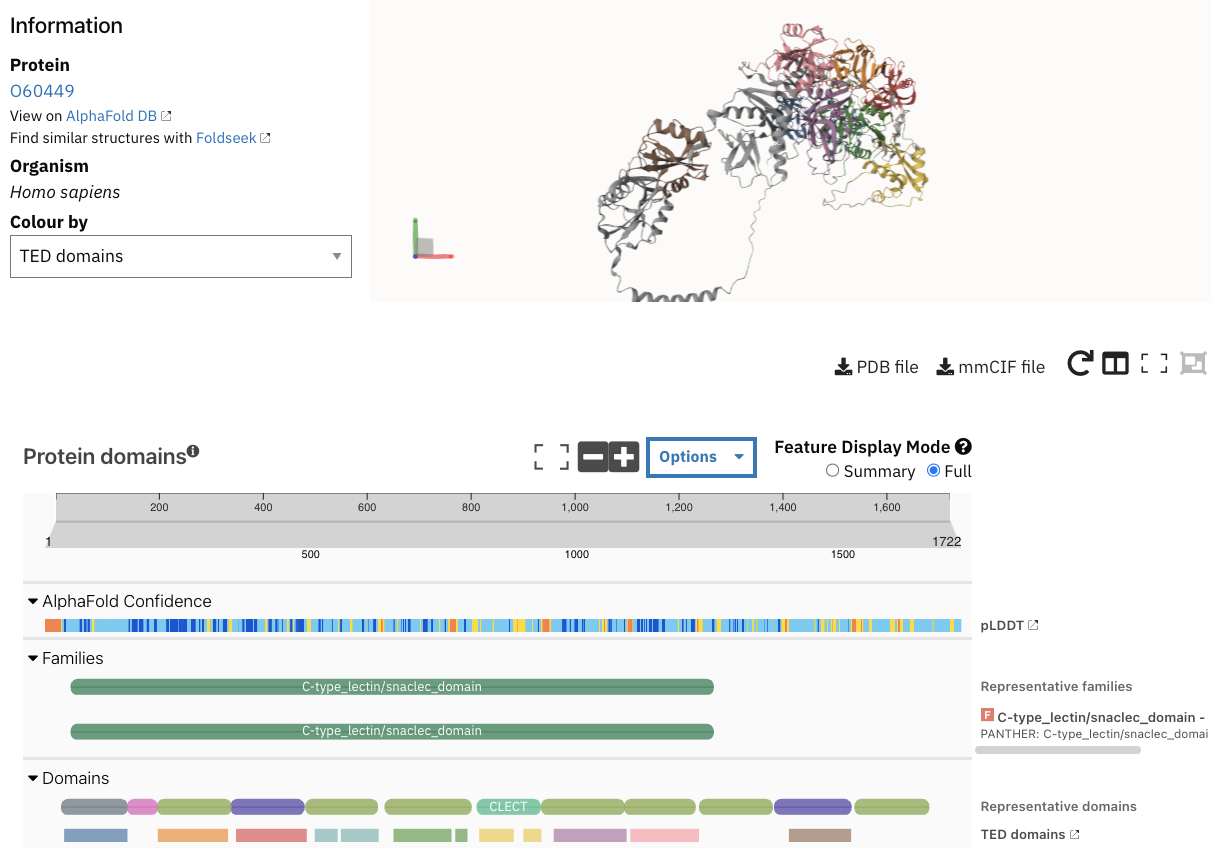 Information
Protein
O60449
View on AlphaFold DB
Find similar structures with Foldseek
Organism
Homo sapiens
Colour by
TED domains
PDB file mmCIF file
Protein domains
Options
Feature Display Mode
Summary Full
200 400 600 800 1,000 1,200 1,400 1,600
1 1722
500 1000 1500
AlphaFold Confidence
pLDDT
Families
C-type_lectin/snaclec_domain Representative families
C-type_lectin/snaclec_domain F C-type_lectin/snaclec_domain -
PANTHER: C-type_lectin/snaclec_domai
Domains
CLECT Representative domains
TED domains